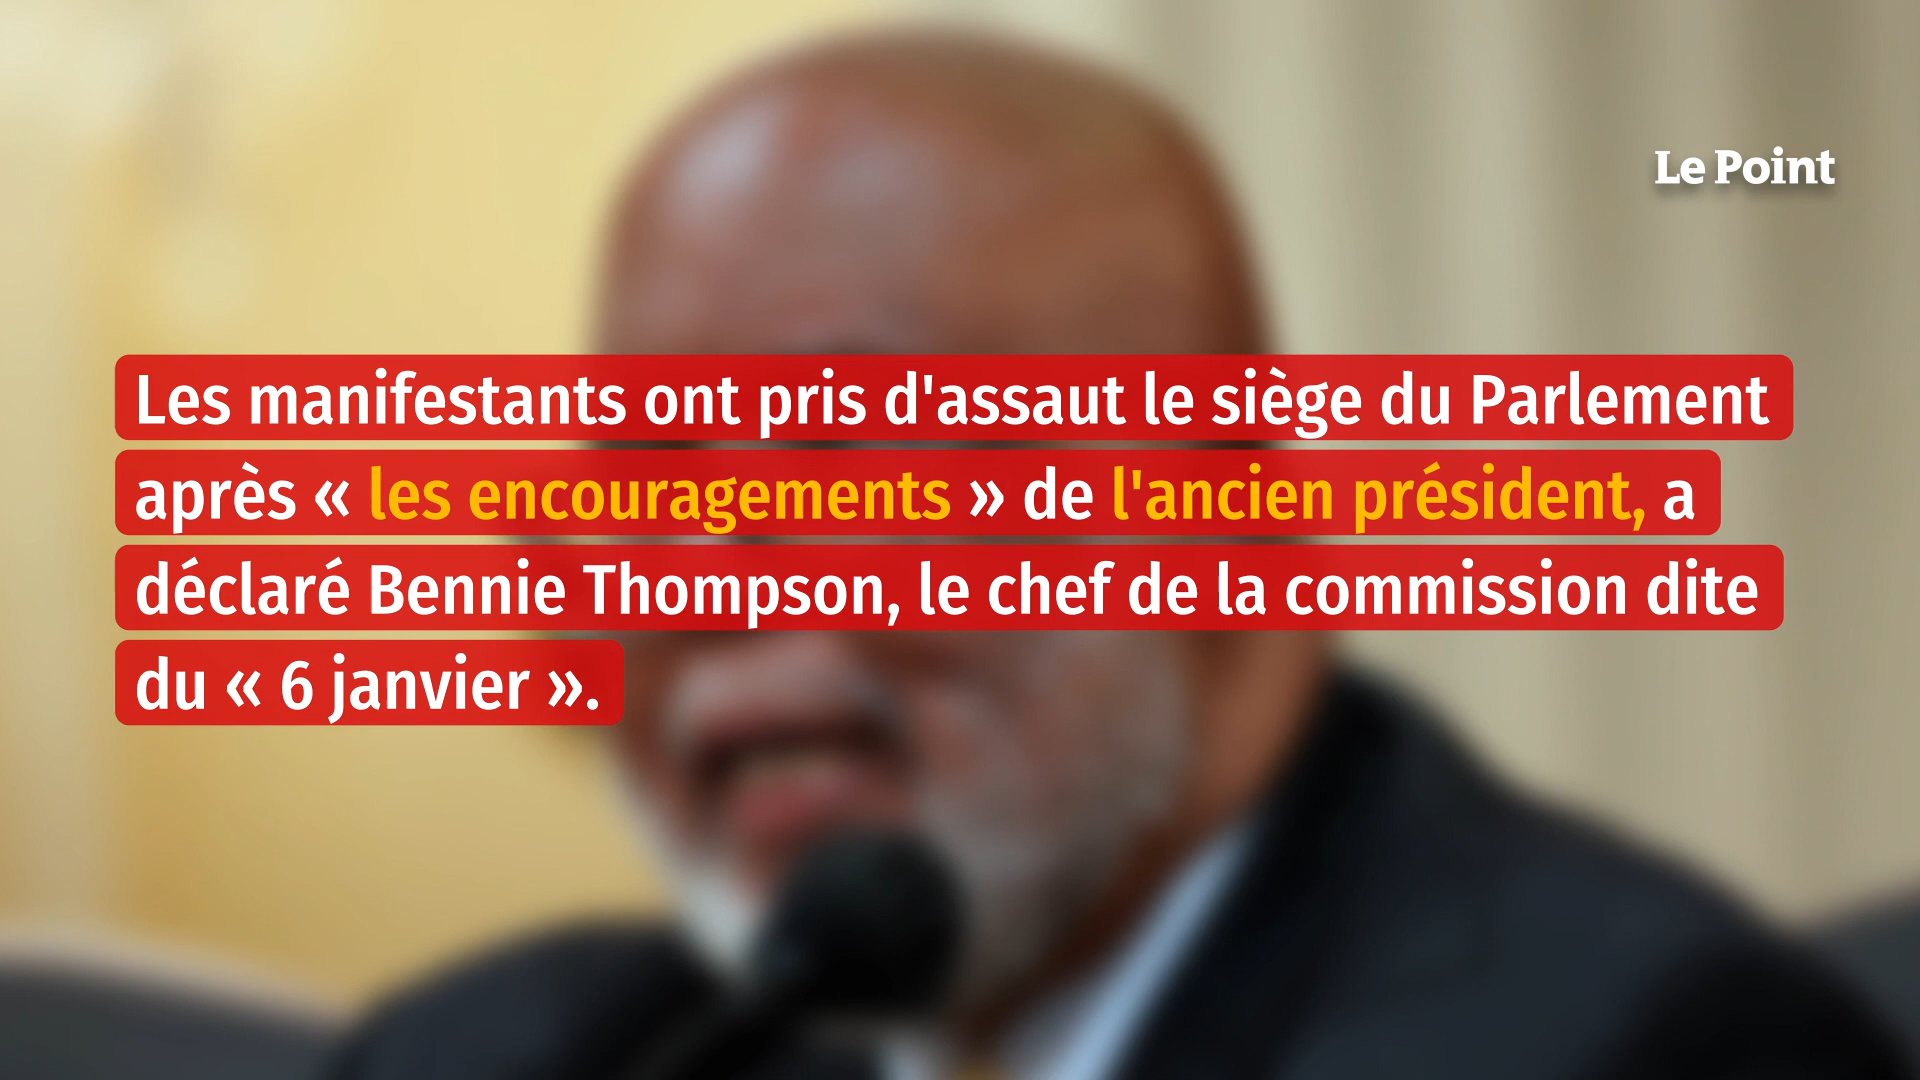 Le Point
Les manifestants ont pris d'assaut le siège du Parlement
après « les encouragements » de l'ancien président, a
déclaré Bennie Thompson, le chef de la commission dite
du « 6 janvier ».